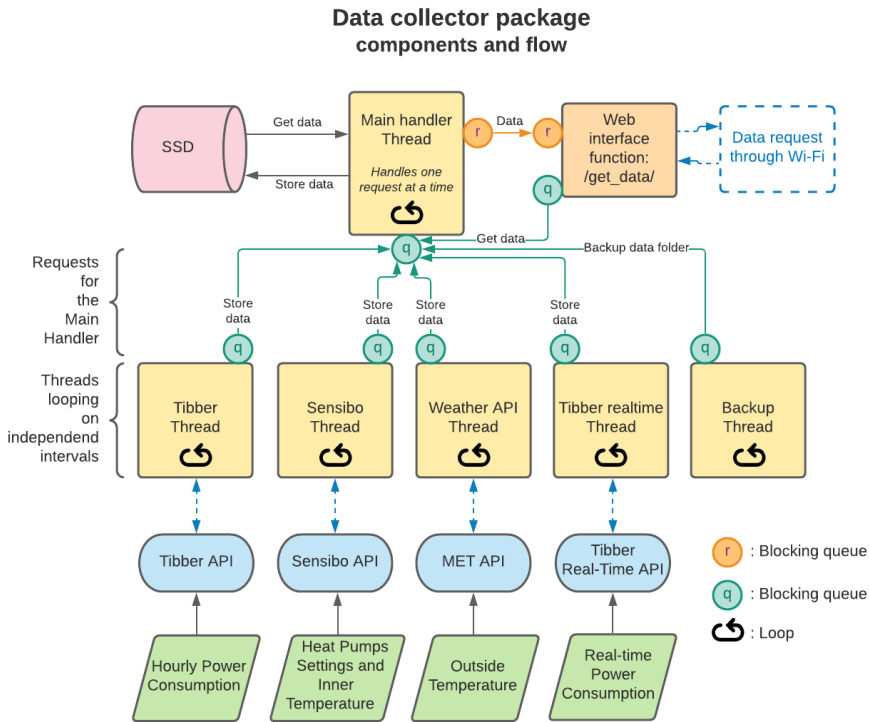 Data collector package
components and flow
SSD
Get data
Store data
Main handler
Thread
Handles one
request at a time
r
Data
r
Web
interface
function:
/get_data/
Data request
through Wi-Fi
q
Get data
q
Backup data folder
Requests
for
the
Main
Handler
Store
data
Store
data
Store
data
Store
data
q
q
q
q
q
Threads
looping
on
independend
intervals
Tibber
Thread
Sensibo
Thread
Weather API
Thread
Tibber realtime
Thread
Backup
Thread
Tibber API
Sensibo API
MET API
Tibber
Real-Time API
Hourly Power
Consumption
Heat Pumps
Settings and
Inner
Temperature
Outside
Temperature
Real-time
Power
Consumption
r : Blocking queue
q : Blocking queue
: Loop